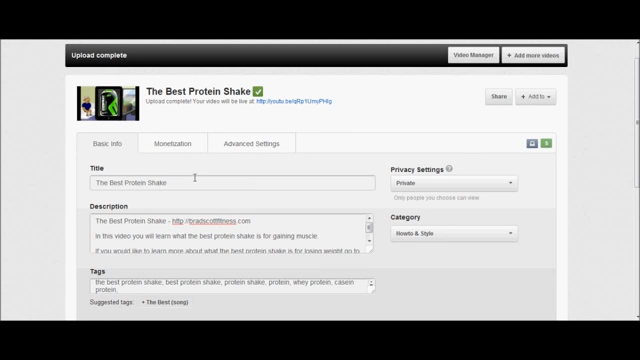 Upload complete
Video Manager
+ Add more videos
The Best Protein Shake
Upload complete! Your video will be live at: http://youtu.be/qRp1UmyPHIg
Share
+ Add to
Basic Info
Monetization
Advanced Settings
Title
The Best Protein Shake
Privacy Settings ?
Private
Only people you choose can view
Description
The Best Protein Shake - http://bradscottfitness.com
In this video you will learn what the best protein shake is for gaining muscle.
If you would like to learn more about what the best protein shake is for losing weight go to
Category
Howto & Style
Tags
the best protein shake, best protein shake, protein shake, protein, whey protein, casein
protein,
Suggested tags: + The Best (song)